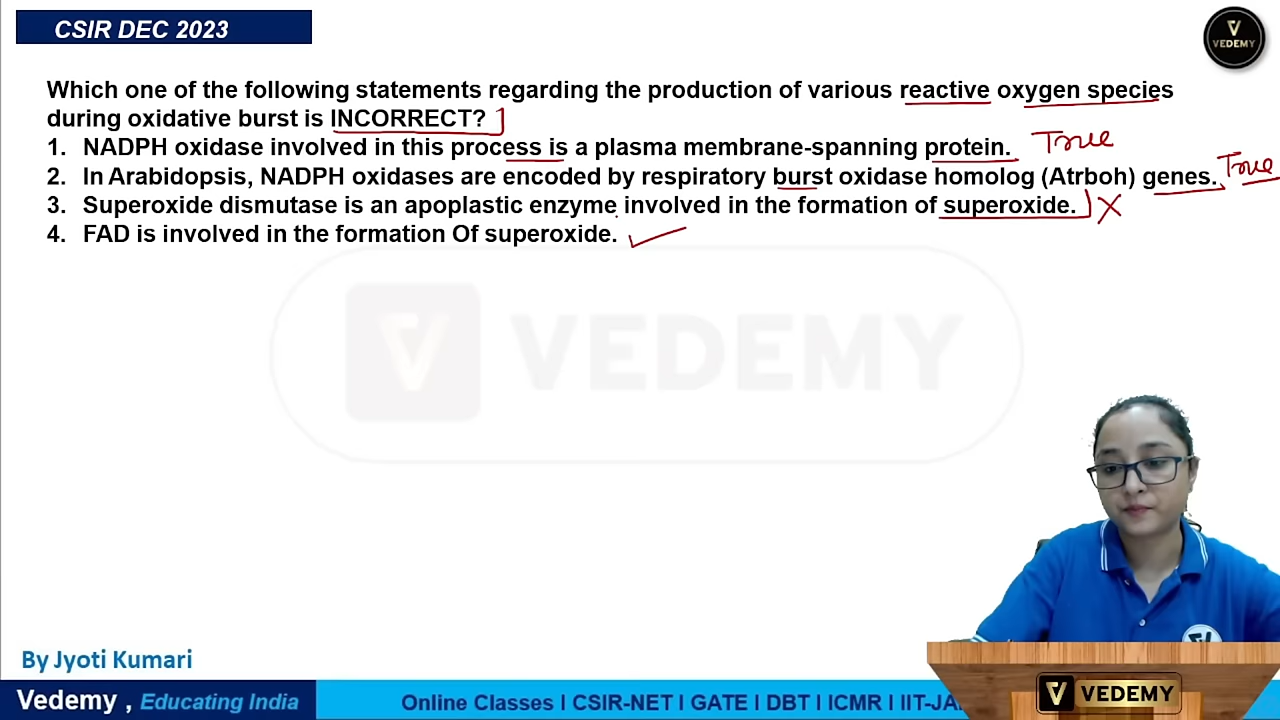 CSIR DEC 2023
VEDEMY
Which one of the following statements regarding the production of various reactive oxygen species
during oxidative burst is INCORRECT?
1. NADPH oxidase involved in this process is a plasma membrane-spanning protein. True
2. In Arabidopsis, NADPH oxidases are encoded by respiratory burst oxidase homolog (Atrboh) genes. True
3. Superoxide dismutase is an apoplastic enzyme involved in the formation of superoxide.
4. FAD is involved in the formation Of superoxide.
VEDEMY
By Jyoti Kumari
Vedemy , Educating India
Online Classes I CSIR-NET I GATE I DBT I ICMR I IIT-JA
VEDEMY